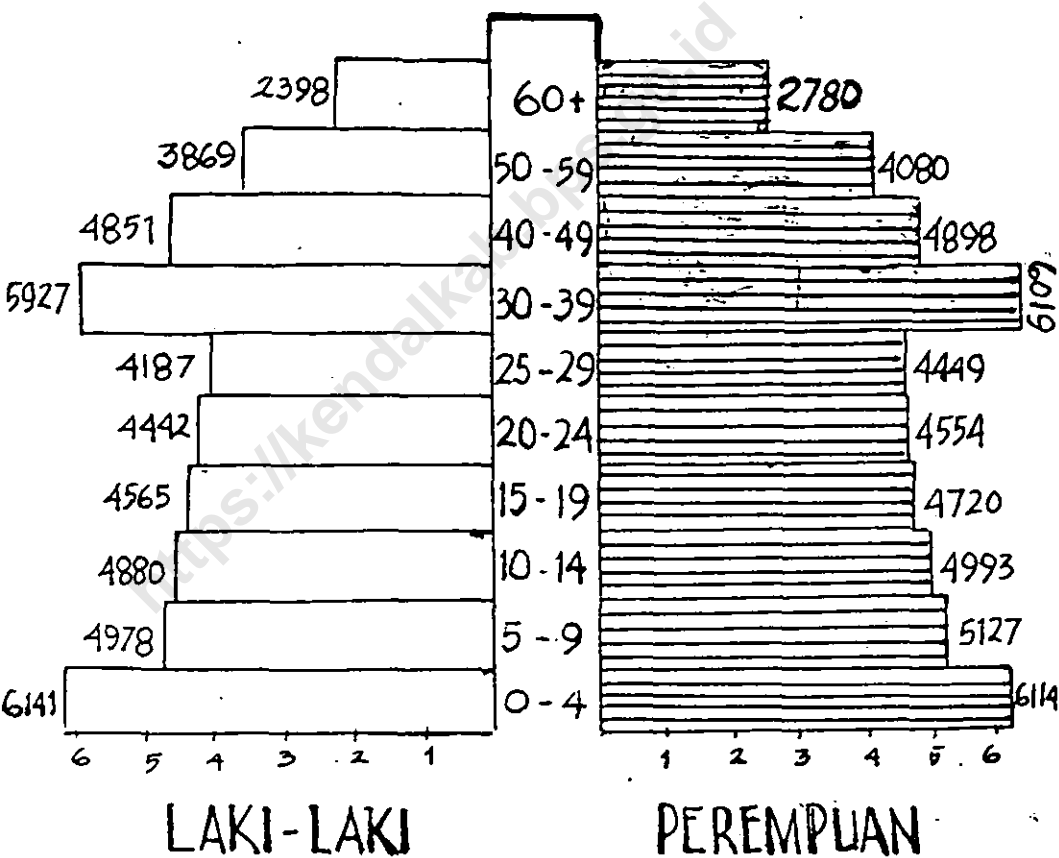 2398 60+ 2780
3869 50-59 4080
4851 40-49 4898
5927 30-39 6109
4187 25-29 4449
4442 20-24 4554
4565 15-19 4720
4880 10-14 4993
4978 5-9 5127
6141 0-4 6114
6 5 4 3 2 1 1 2 3 4 5 6
LAKI-LAKI PEREMPUAN
https://kendalkab.bps.go.id